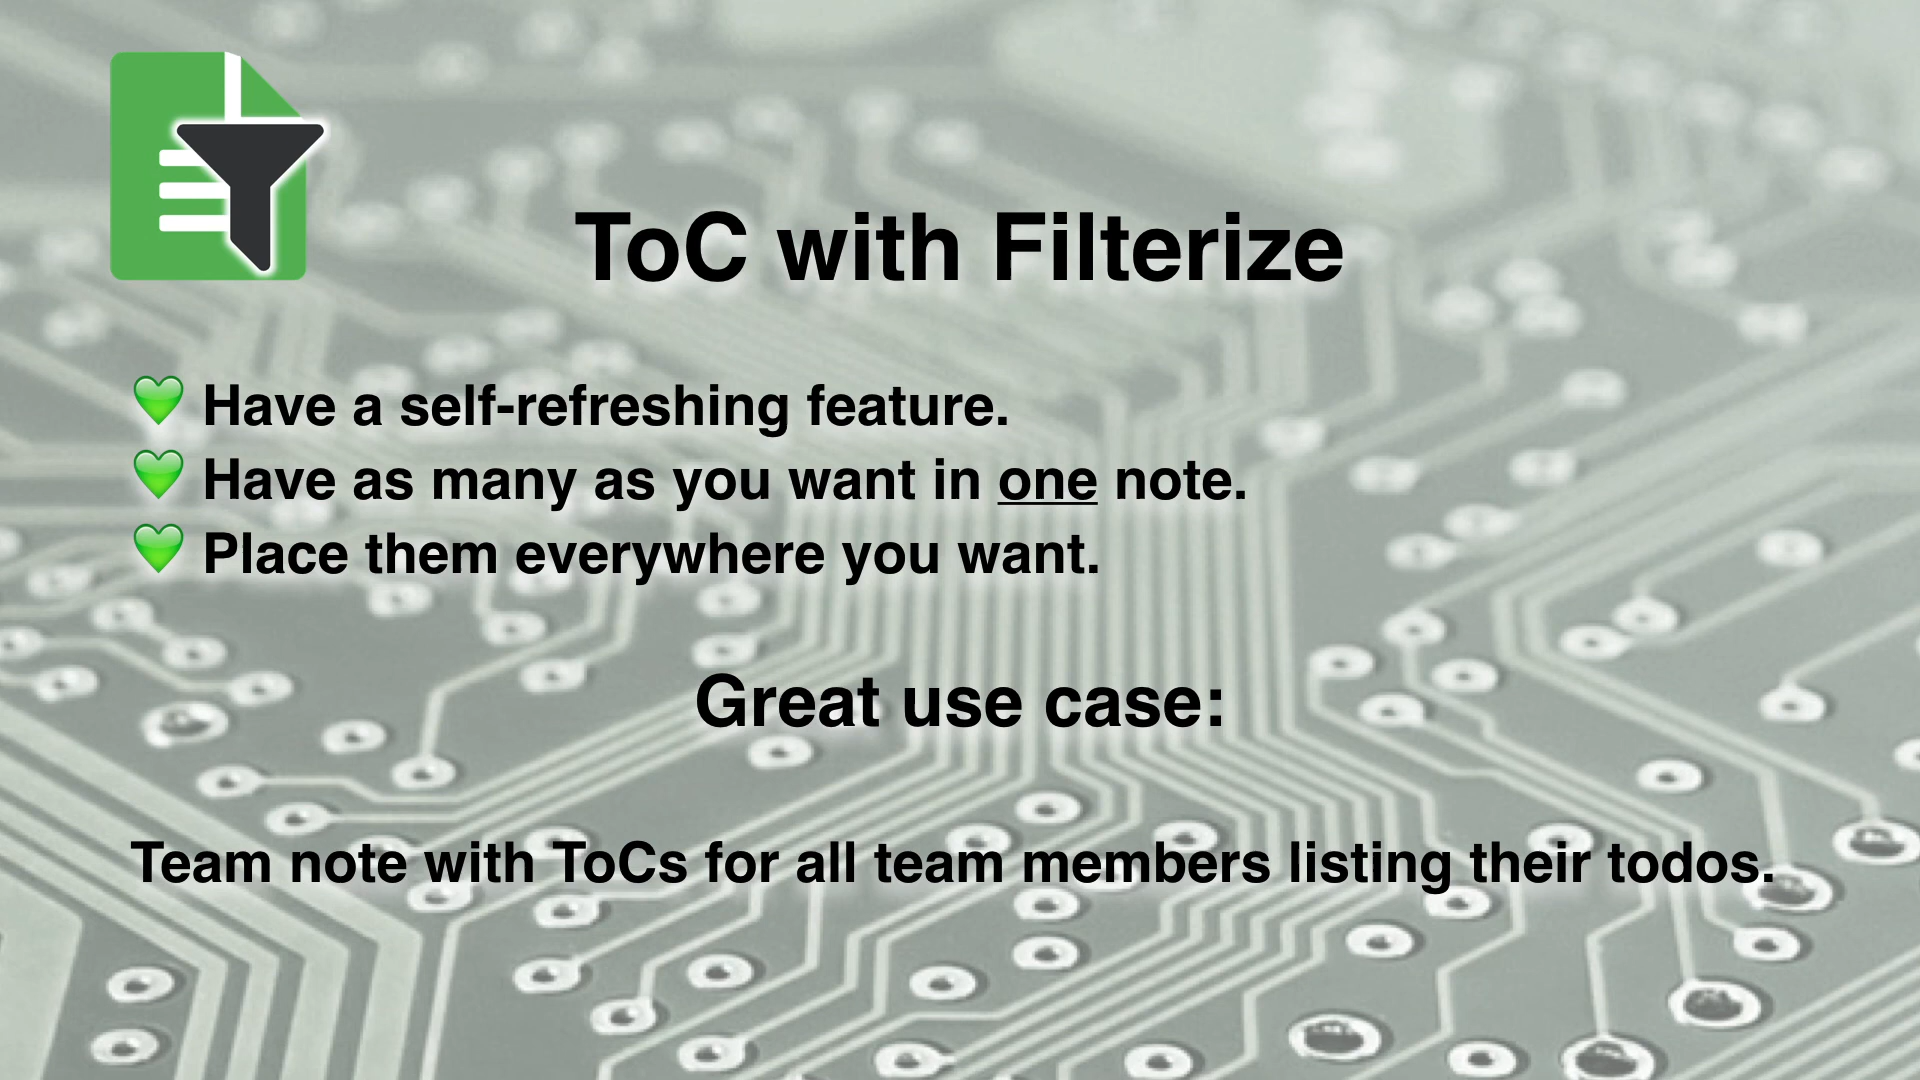 ToC with Filterize
💚 Have a self-refreshing feature.
💚 Have as many as you want in one note.
💚 Place them everywhere you want.
Great use case:
Team note with ToCs for all team members listing their todos.